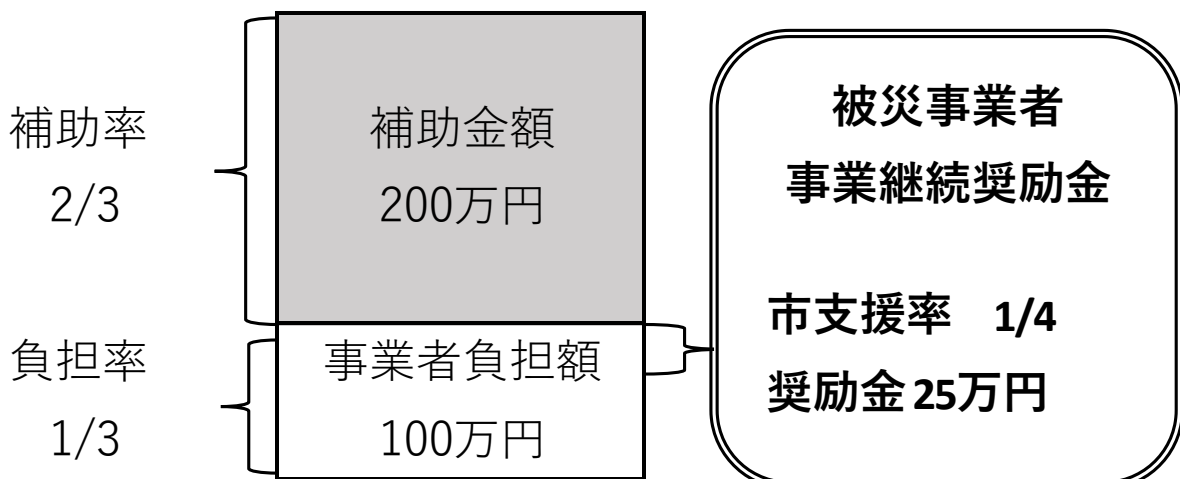 補助率
2/3
補助金額
200万円
負担率
1/3
事業者負担額
100万円
被災事業者
事業継続奨励金
市支援率　1/4
奨励金25万円